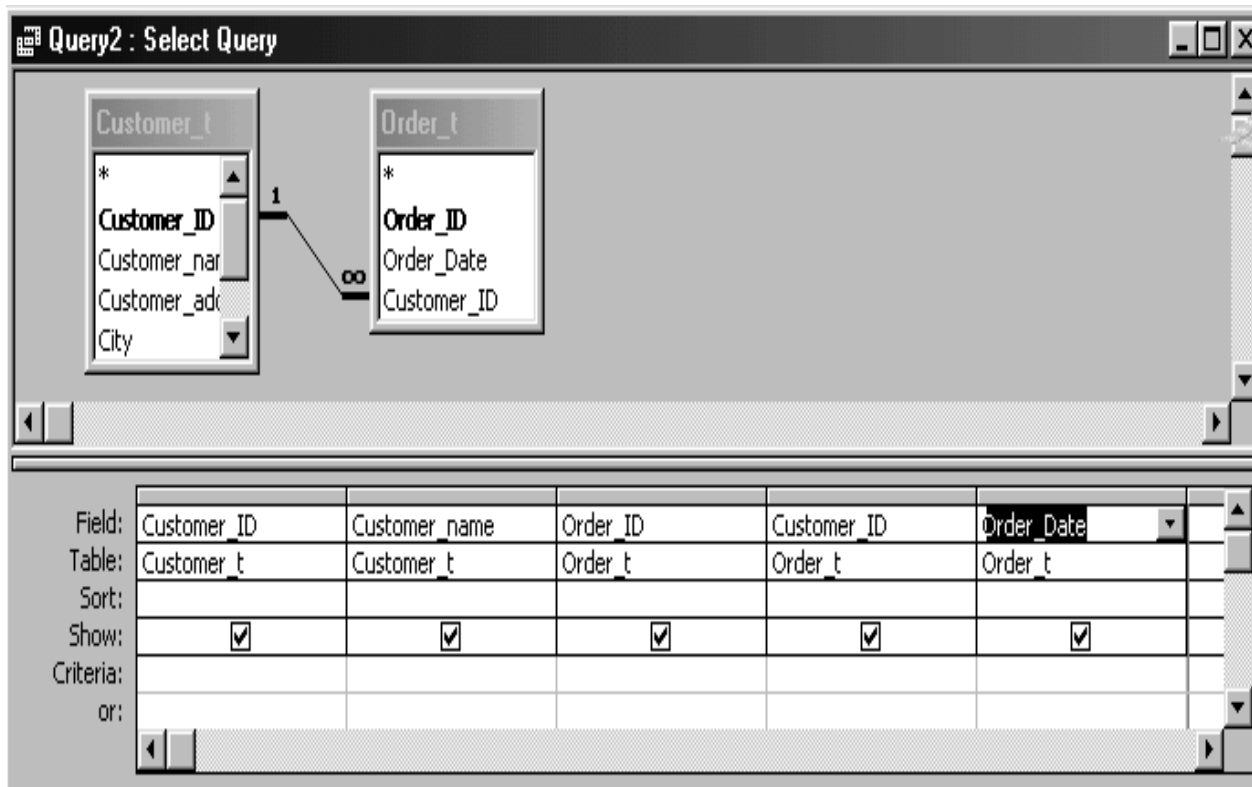 Query2 : Select Query
Customer_t
*
Customer_ID
Customer_nar
Customer_add
City
1
∞
Order_t
*
Order_ID
Order_Date
Customer_ID
Field: Customer_ID Customer_name Order_ID Customer_ID Order_Date
Table: Customer_t Customer_t Order_t Order_t Order_t
Sort:
Show:
Criteria:
or: